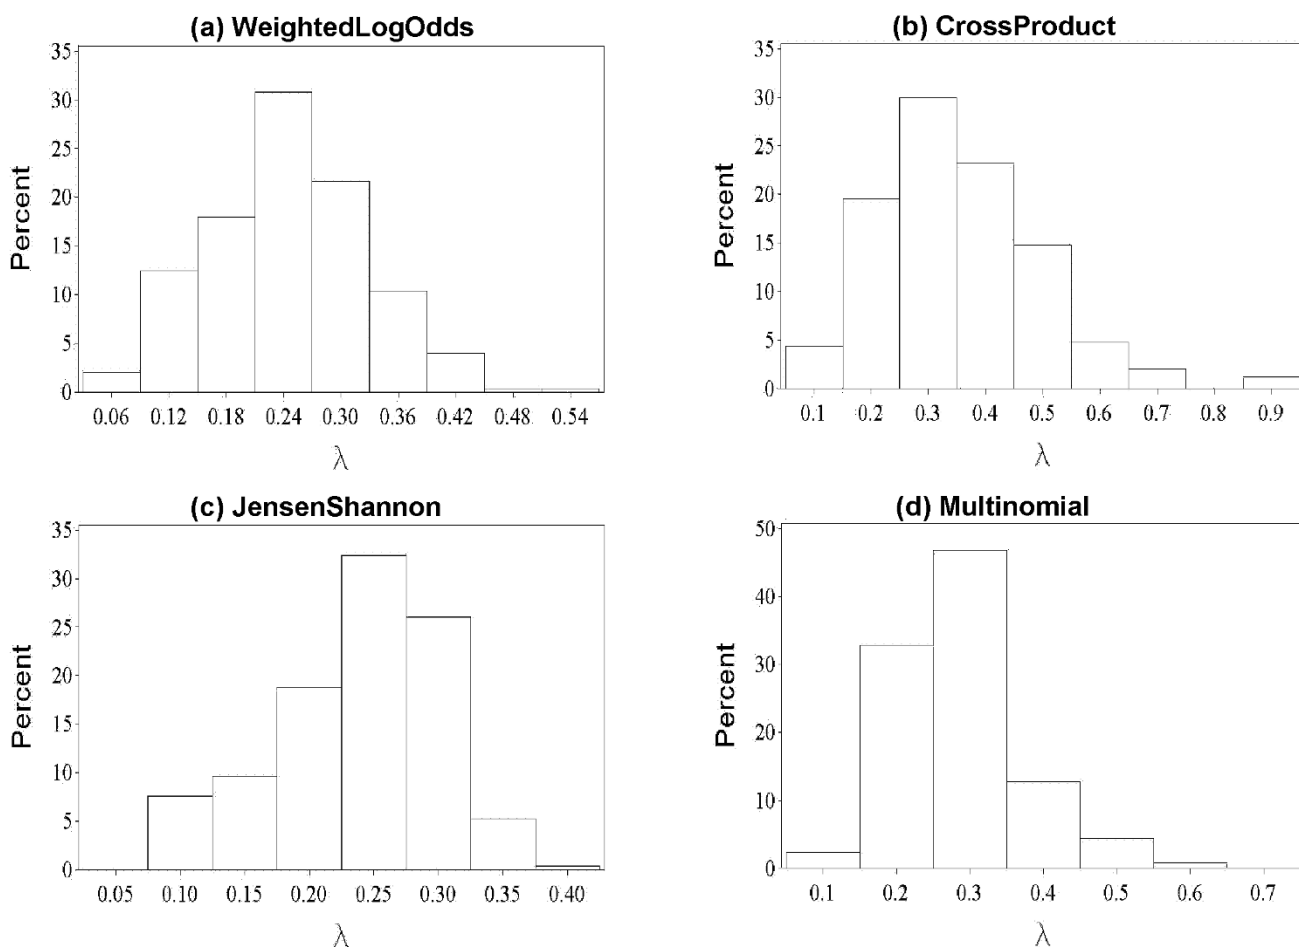 (a) WeightedLogOdds
35
30
25
20
15
10
5
0
Percent
0.06 0.12 0.18 0.24 0.30 0.36 0.42 0.48 0.54
λ
(b) CrossProduct
35
30
25
20
15
10
5
0
Percent
0.1 0.2 0.3 0.4 0.5 0.6 0.7 0.8 0.9
λ
(c) JensenShannon
35
30
25
20
15
10
5
0
Percent
0.05 0.10 0.15 0.20 0.25 0.30 0.35 0.40
λ
(d) Multinomial
50
40
30
20
10
0
Percent
0.1 0.2 0.3 0.4 0.5 0.6 0.7
λ